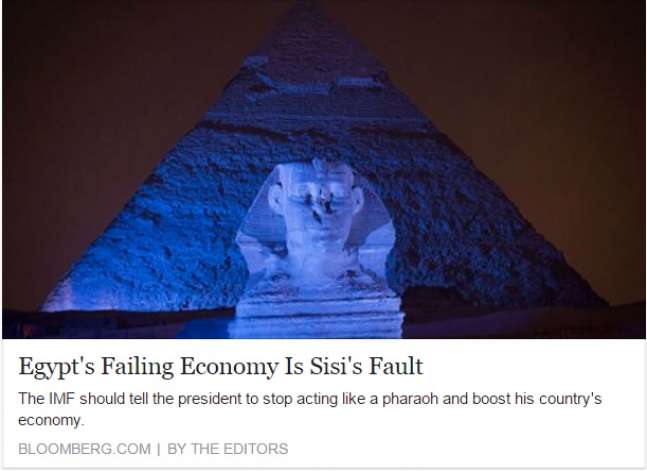 Egypt's Failing Economy Is Sisi's Fault
The IMF should tell the president to stop acting like a pharaoh and boost his country's
economy.
BLOOMBERG.COM | BY THE EDITORS